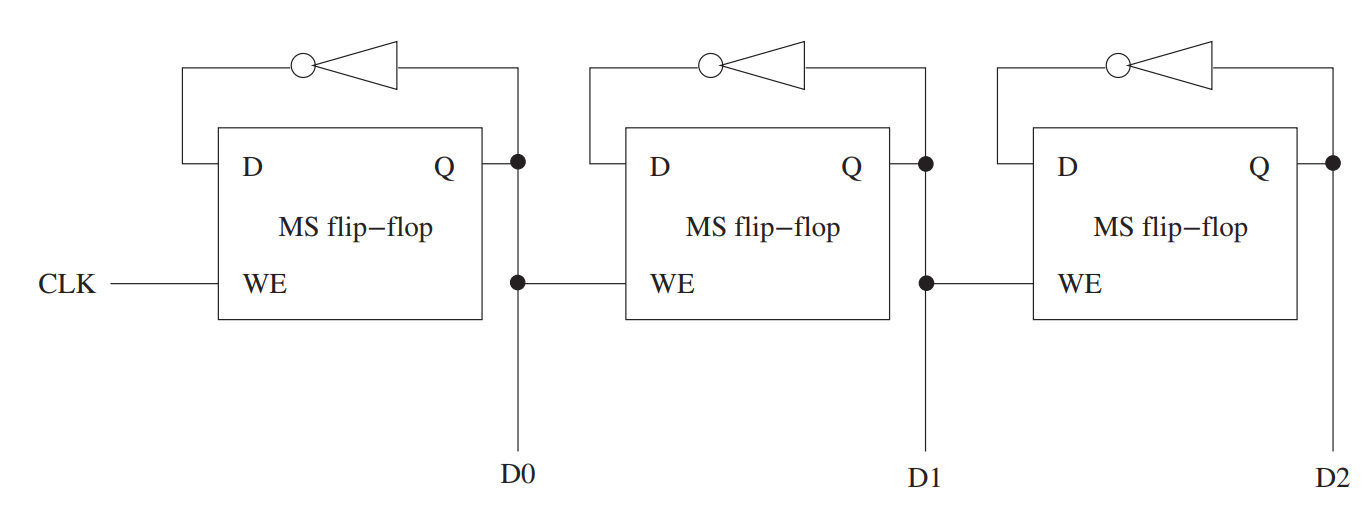 D Q D Q D Q
MS flip−flop MS flip−flop MS flip−flop
CLK WE WE WE
D0 D1 D2